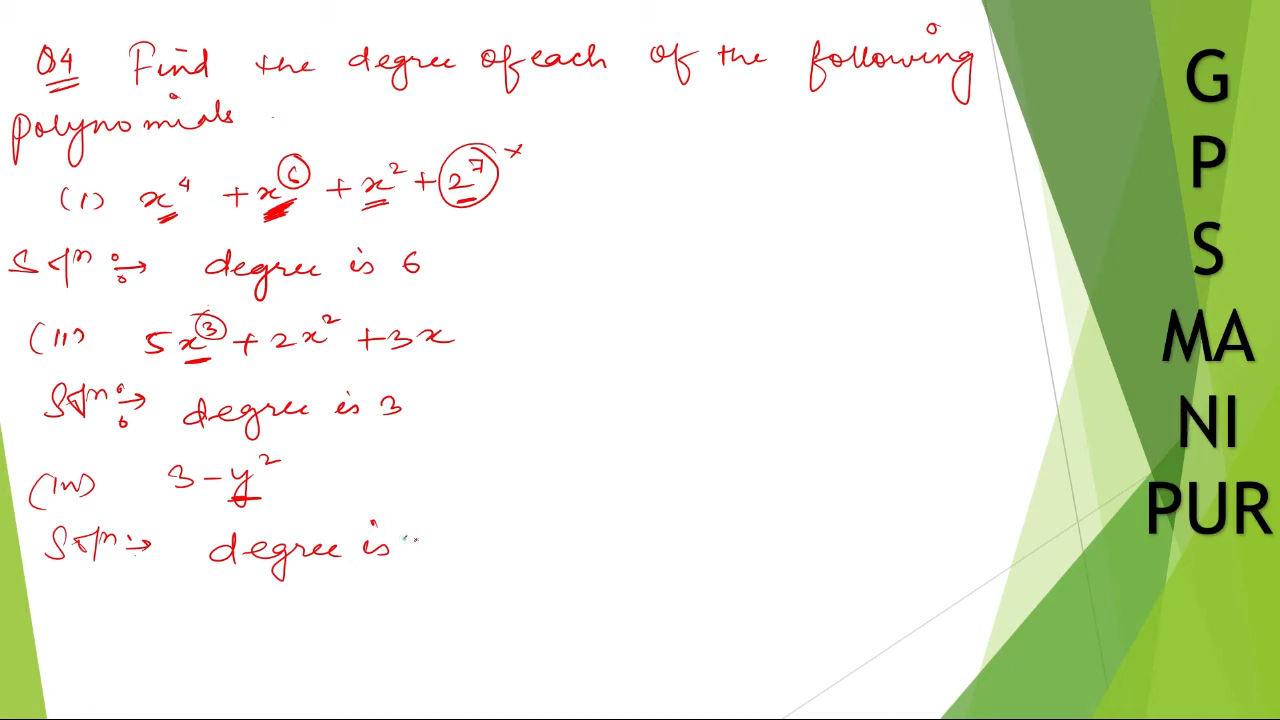 Q4 Find the degree of each of the following
polynomials.
(i) x⁴ + x⁶ + x² + 2⁷ ×
Solⁿ :→ degree is 6
(ii) 5x³ + 2x² + 3x
Solⁿ :→ degree is 3
(iii) 3 - y²
Solⁿ :→ degree is
G
P
S
MA
NI
PUR